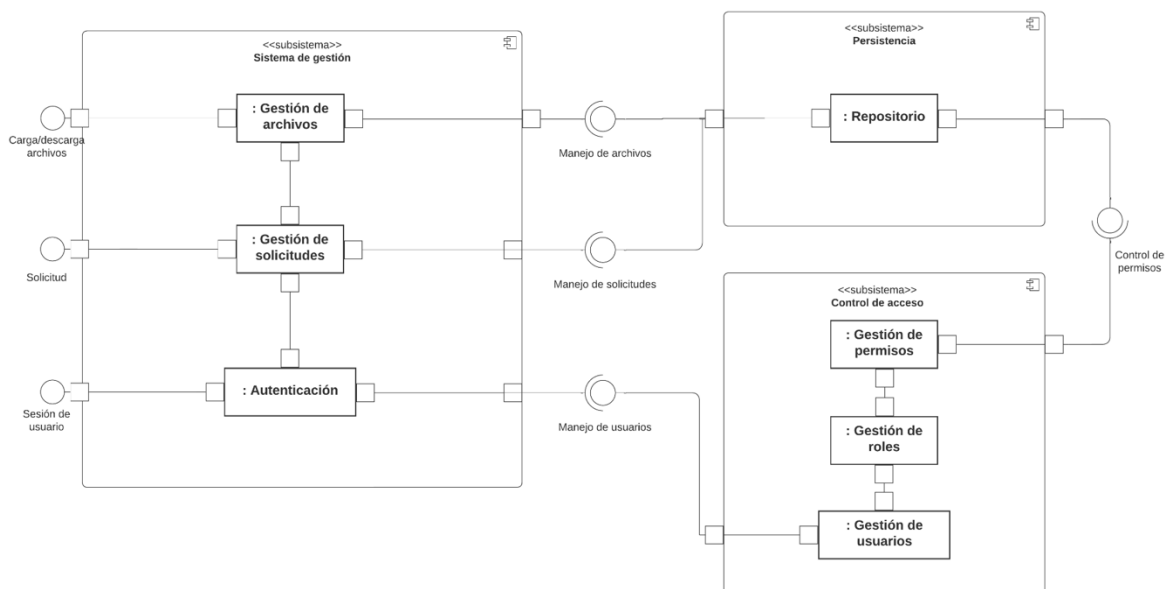 <<subsistema>>
Sistema de gestión
: Gestión de
archivos
: Gestión de
solicitudes
: Autenticación
Carga/descarga
archivos
Solicitud
Sesión de
usuario
Manejo de archivos
Manejo de solicitudes
Manejo de usuarios
<<subsistema>>
Persistencia
: Repositorio
Control de
permisos
<<subsistema>>
Control de acceso
: Gestión de
permisos
: Gestión de
roles
: Gestión de
usuarios